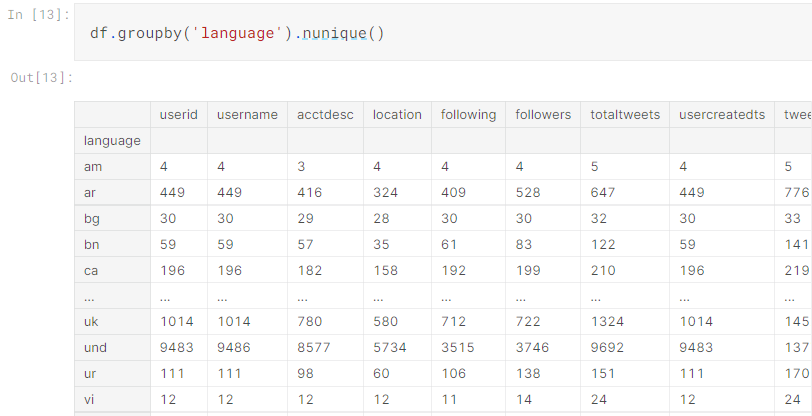 In [13]:
df.groupby('language').nunique()
Out[13]:
userid username acctdesc location following followers totaltweets usercreatedts twee
language
am 4 4 3 4 4 4 5 4 5
ar 449 449 416 324 409 528 647 449 776
bg 30 30 29 28 30 30 32 30 33
bn 59 59 57 35 61 83 122 59 141
ca 196 196 182 158 192 199 210 196 219
... ... ... ... ... ... ... ... ... ...
uk 1014 1014 780 580 712 722 1324 1014 145
und 9483 9486 8577 5734 3515 3746 9692 9483 137
ur 111 111 98 60 106 138 151 111 170
vi 12 12 12 12 11 14 24 12 24